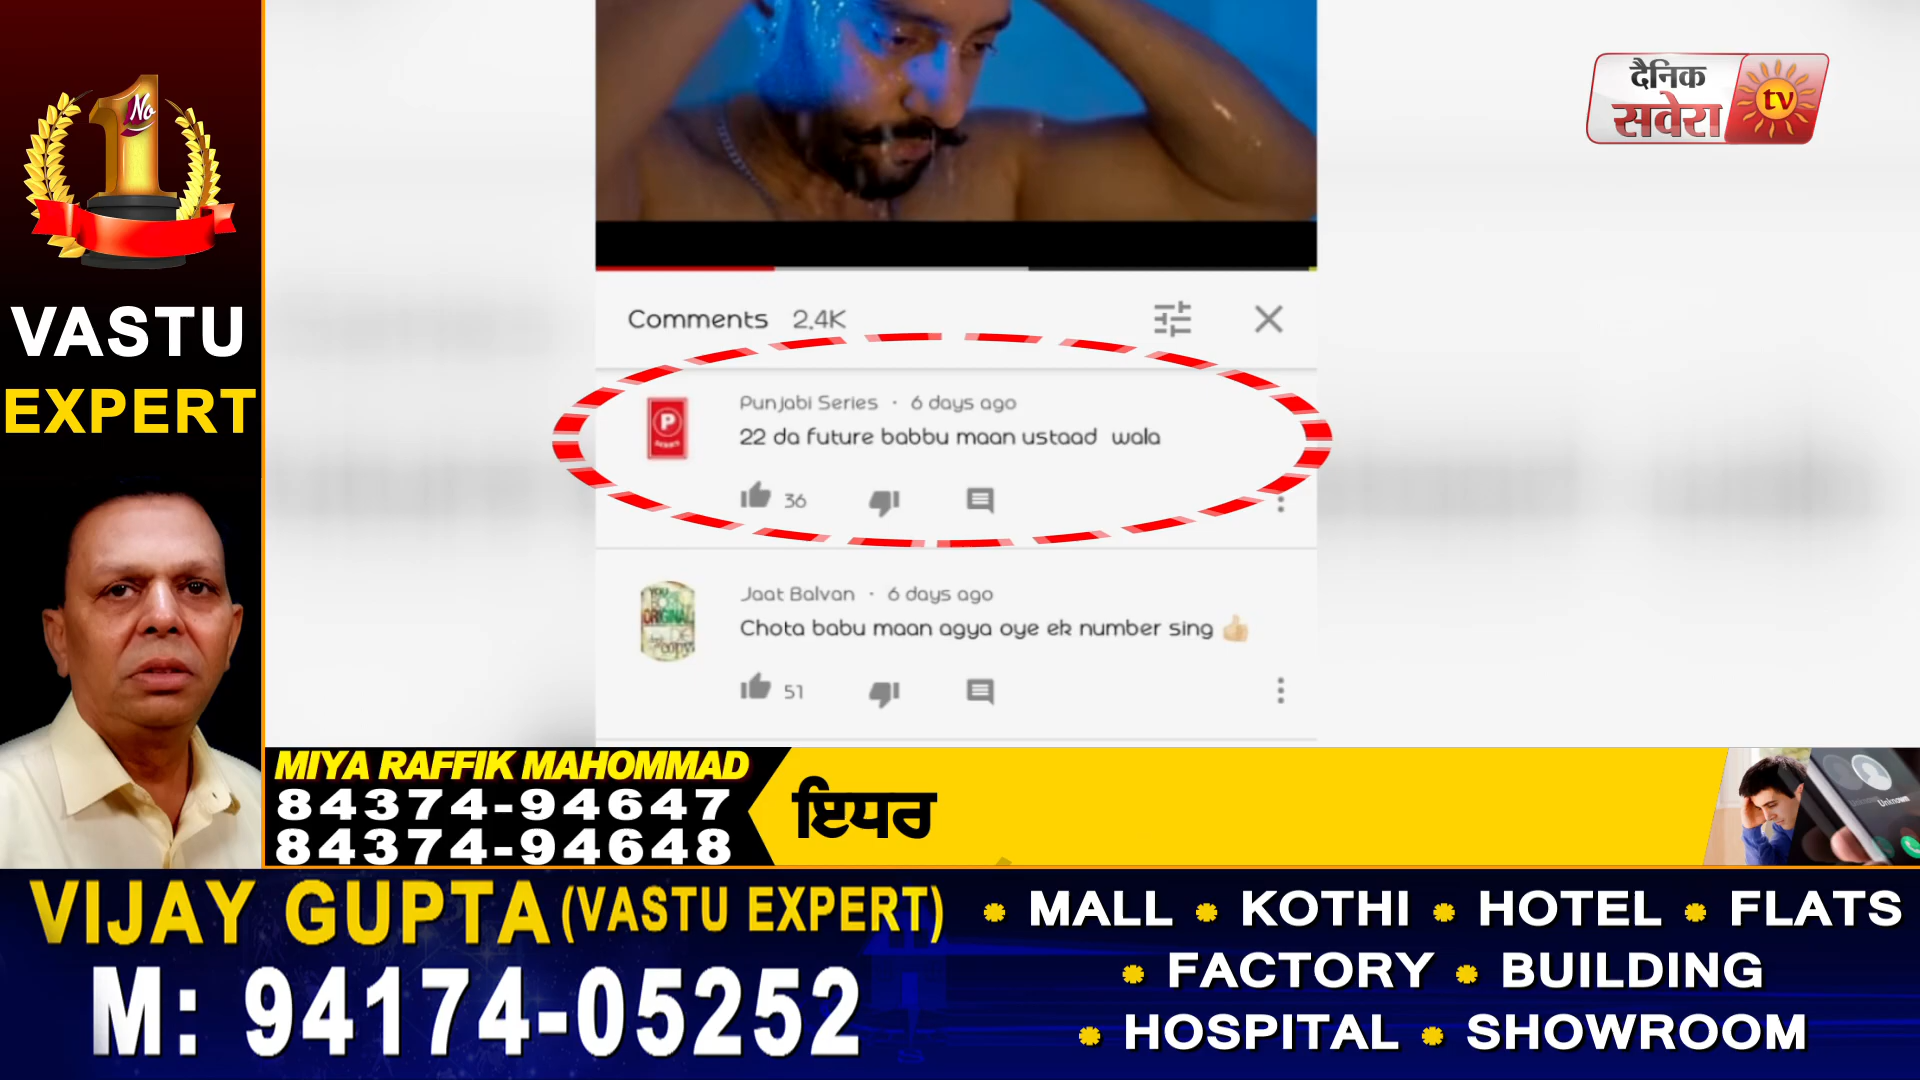 No
1
VASTU
EXPERT
दैनिक
सवेरा
tv
Comments 2.4K
Punjabi Series · 6 days ago
22 da future babbu maan ustaad wala
36
Jaat Balvan · 6 days ago
Chota babu maan agya oye ek number sing 👍🏻
51
MIYA RAFFIK MAHOMMAD
84374-94647
84374-94648
ਇਧਰ
Unknown
VIJAY GUPTA (VASTU EXPERT)
M: 94174-05252
MALL KOTHI HOTEL FLATS
FACTORY BUILDING
HOSPITAL SHOWROOM